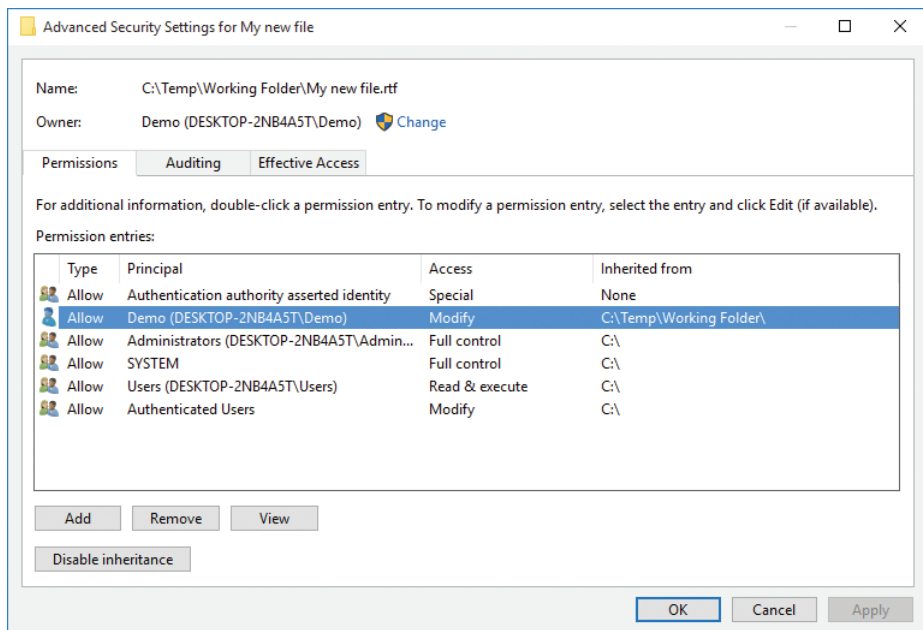 Advanced Security Settings for My new file
Name: C:\Temp\Working Folder\My new file.rtf
Owner: Demo (DESKTOP-2NB4A5T\Demo) Change
Permissions Auditing Effective Access
For additional information, double-click a permission entry. To modify a permission entry, select the entry and click Edit (if available).
Permission entries:
Type Principal Access Inherited from
Allow Authentication authority asserted identity Special None
Allow Demo (DESKTOP-2NB4A5T\Demo) Modify C:\Temp\Working Folder\
Allow Administrators (DESKTOP-2NB4A5T\Admin... Full control C:\
Allow SYSTEM Full control C:\
Allow Users (DESKTOP-2NB4A5T\Users) Read & execute C:\
Allow Authenticated Users Modify C:\
Add Remove View
Disable inheritance
OK Cancel Apply